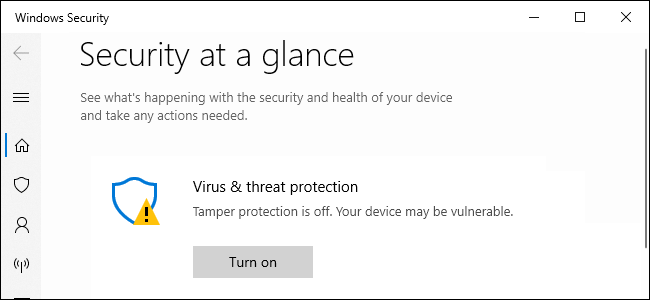 Windows Security
Security at a glance
See what's happening with the security and health of your device
and take any actions needed.
Virus & threat protection
Tamper protection is off. Your device may be vulnerable.
Turn on